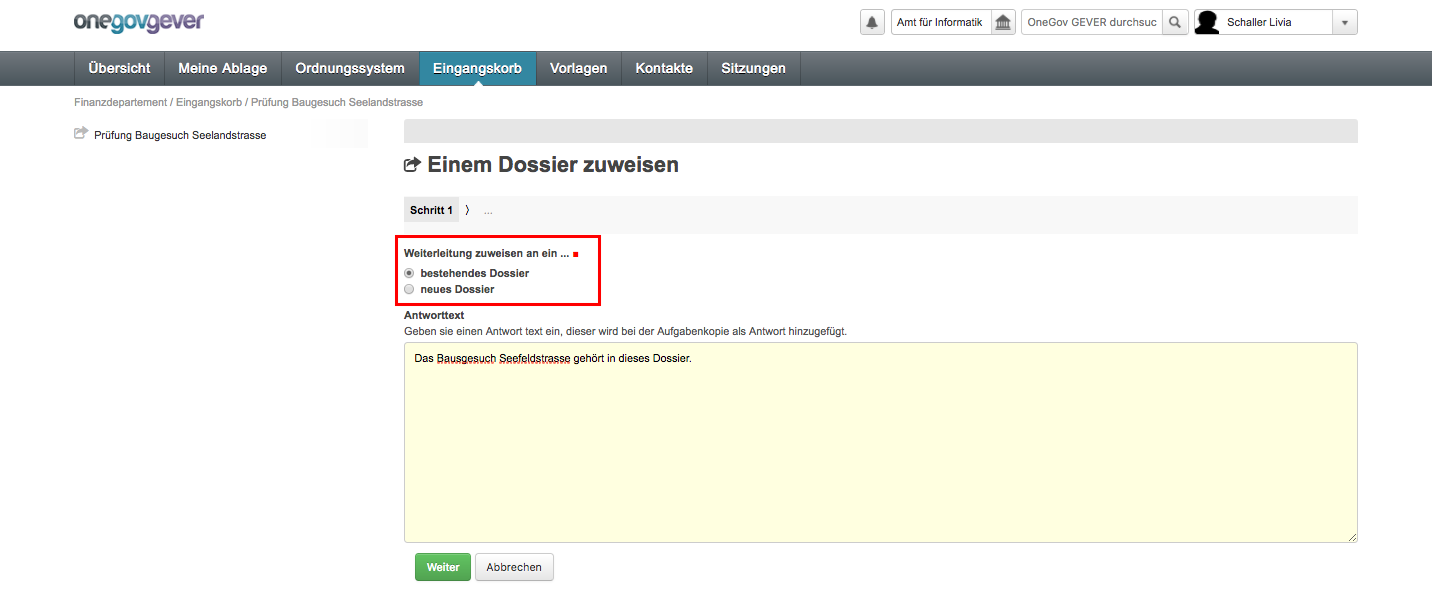 onegovgever
Amt für Informatik
OneGov GEVER durchsuc
Schaller Livia
Übersicht
Meine Ablage
Ordnungssystem
Eingangskorb
Vorlagen
Kontakte
Sitzungen
Finanzdepartement / Eingangskorb / Prüfung Baugesuch Seelandstrasse
Prüfung Baugesuch Seelandstrasse
Einem Dossier zuweisen
Schritt 1 〉 ...
Weiterleitung zuweisen an ein ...
bestehendes Dossier
neues Dossier
Antworttext
Geben sie einen Antwort text ein, dieser wird bei der Aufgabenkopie als Antwort hinzugefügt.
Das Bausgesuch Seefeldstrasse gehört in dieses Dossier.
Weiter
Abbrechen